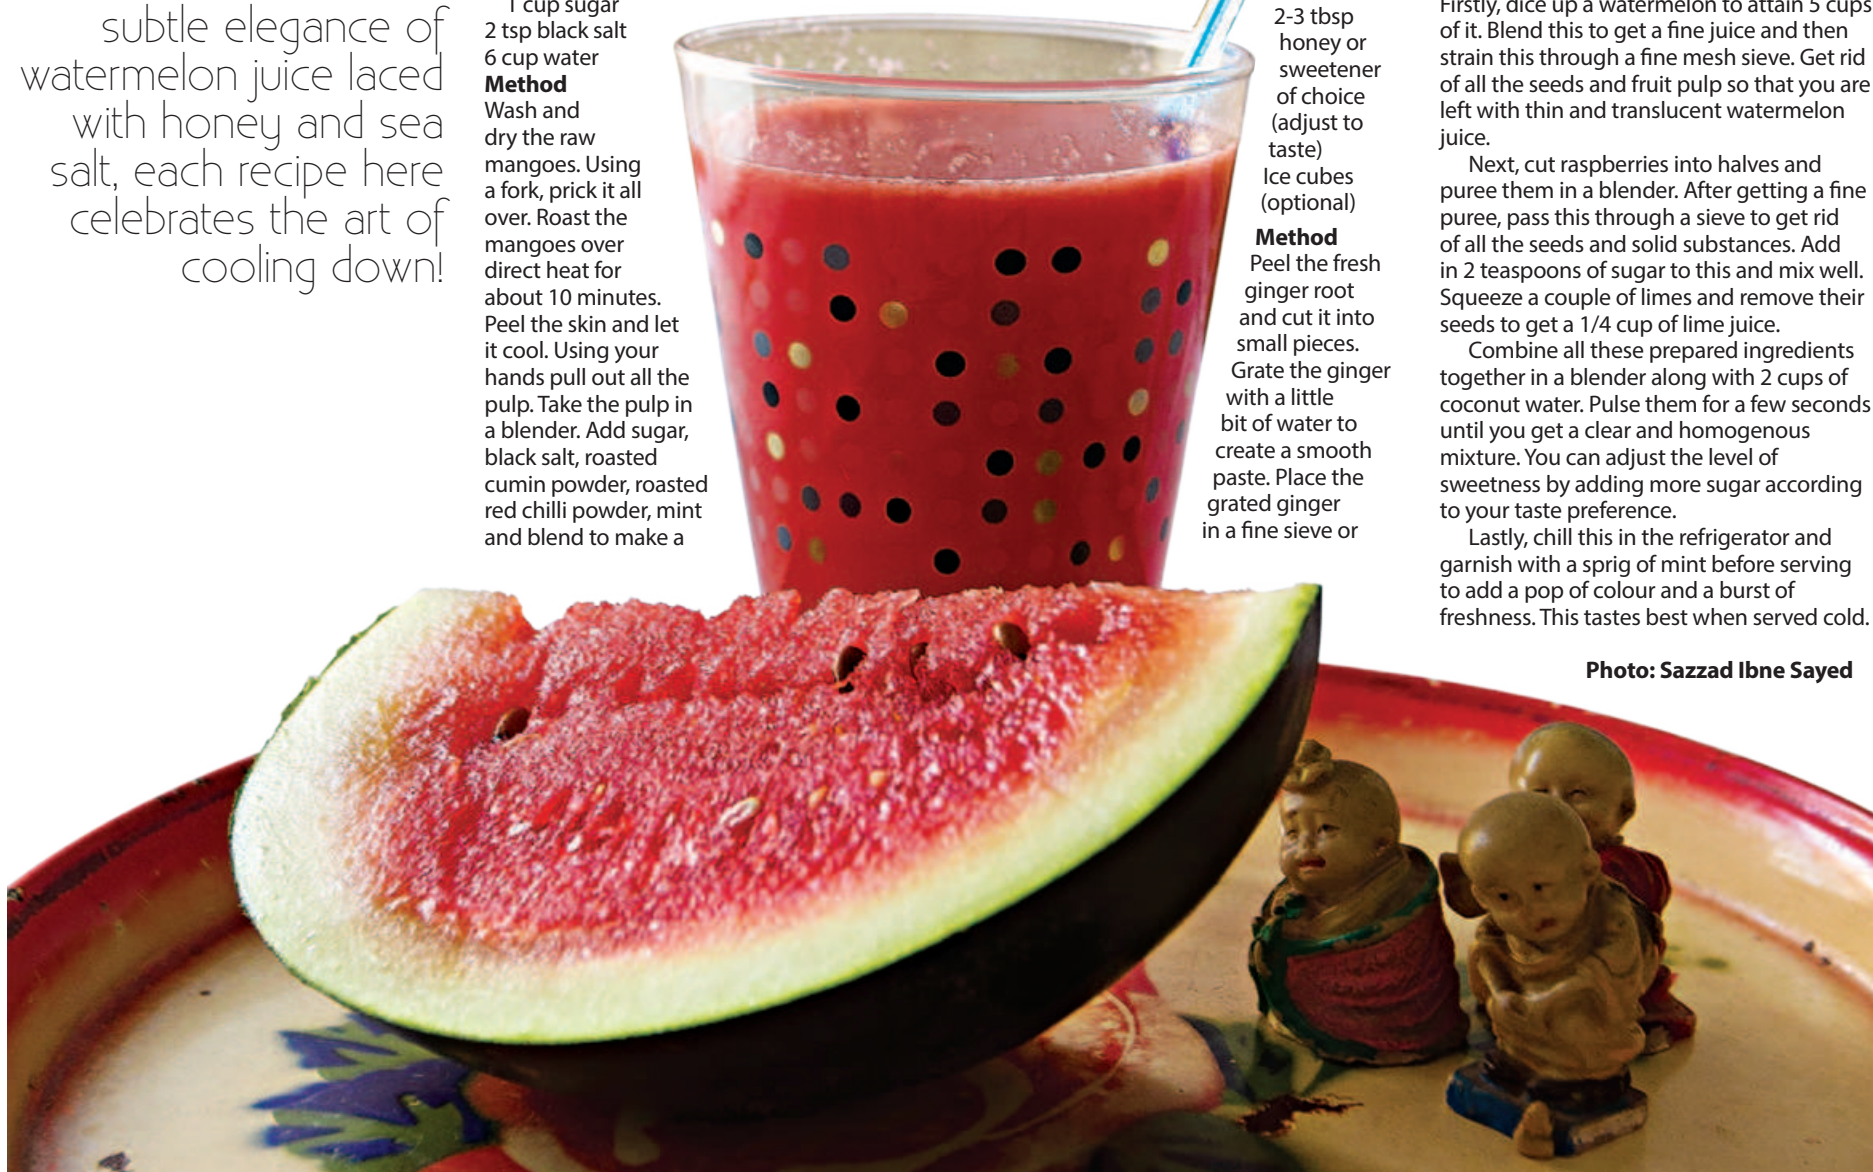 subtle elegance of
watermelon juice laced
with honey and sea
salt, each recipe here
celebrates the art of
cooling down!
1 cup sugar
2 tsp black salt
6 cup water
Method
Wash and
dry the raw
mangoes. Using
a fork, prick it all
over. Roast the
mangoes over
direct heat for
about 10 minutes.
Peel the skin and let
it cool. Using your
hands pull out all the
pulp. Take the pulp in
a blender. Add sugar,
black salt, roasted
cumin powder, roasted
red chilli powder, mint
and blend to make a
2-3 tbsp
honey or
sweetener
of choice
(adjust to
taste)
Ice cubes
(optional)
Method
Peel the fresh
ginger root
and cut it into
small pieces.
Grate the ginger
with a little
bit of water to
create a smooth
paste. Place the
grated ginger
in a fine sieve or
Firstly, dice up a watermelon to attain 5 cups
of it. Blend this to get a fine juice and then
strain this through a fine mesh sieve. Get rid
of all the seeds and fruit pulp so that you are
left with thin and translucent watermelon
juice.
Next, cut raspberries into halves and
puree them in a blender. After getting a fine
puree, pass this through a sieve to get rid
of all the seeds and solid substances. Add
in 2 teaspoons of sugar to this and mix well.
Squeeze a couple of limes and remove their
seeds to get a 1/4 cup of lime juice.
Combine all these prepared ingredients
together in a blender along with 2 cups of
coconut water. Pulse them for a few seconds
until you get a clear and homogenous
mixture. You can adjust the level of
sweetness by adding more sugar according
to your taste preference.
Lastly, chill this in the refrigerator and
garnish with a sprig of mint before serving
to add a pop of colour and a burst of
freshness. This tastes best when served cold.
Photo: Sazzad Ibne Sayed